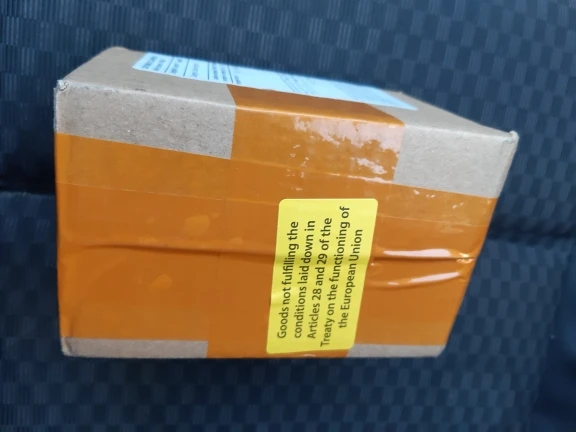 Goods not fulfilling the
conditions laid down in
Articles 28 and 29 of the
Treaty on the functioning of
the European Union